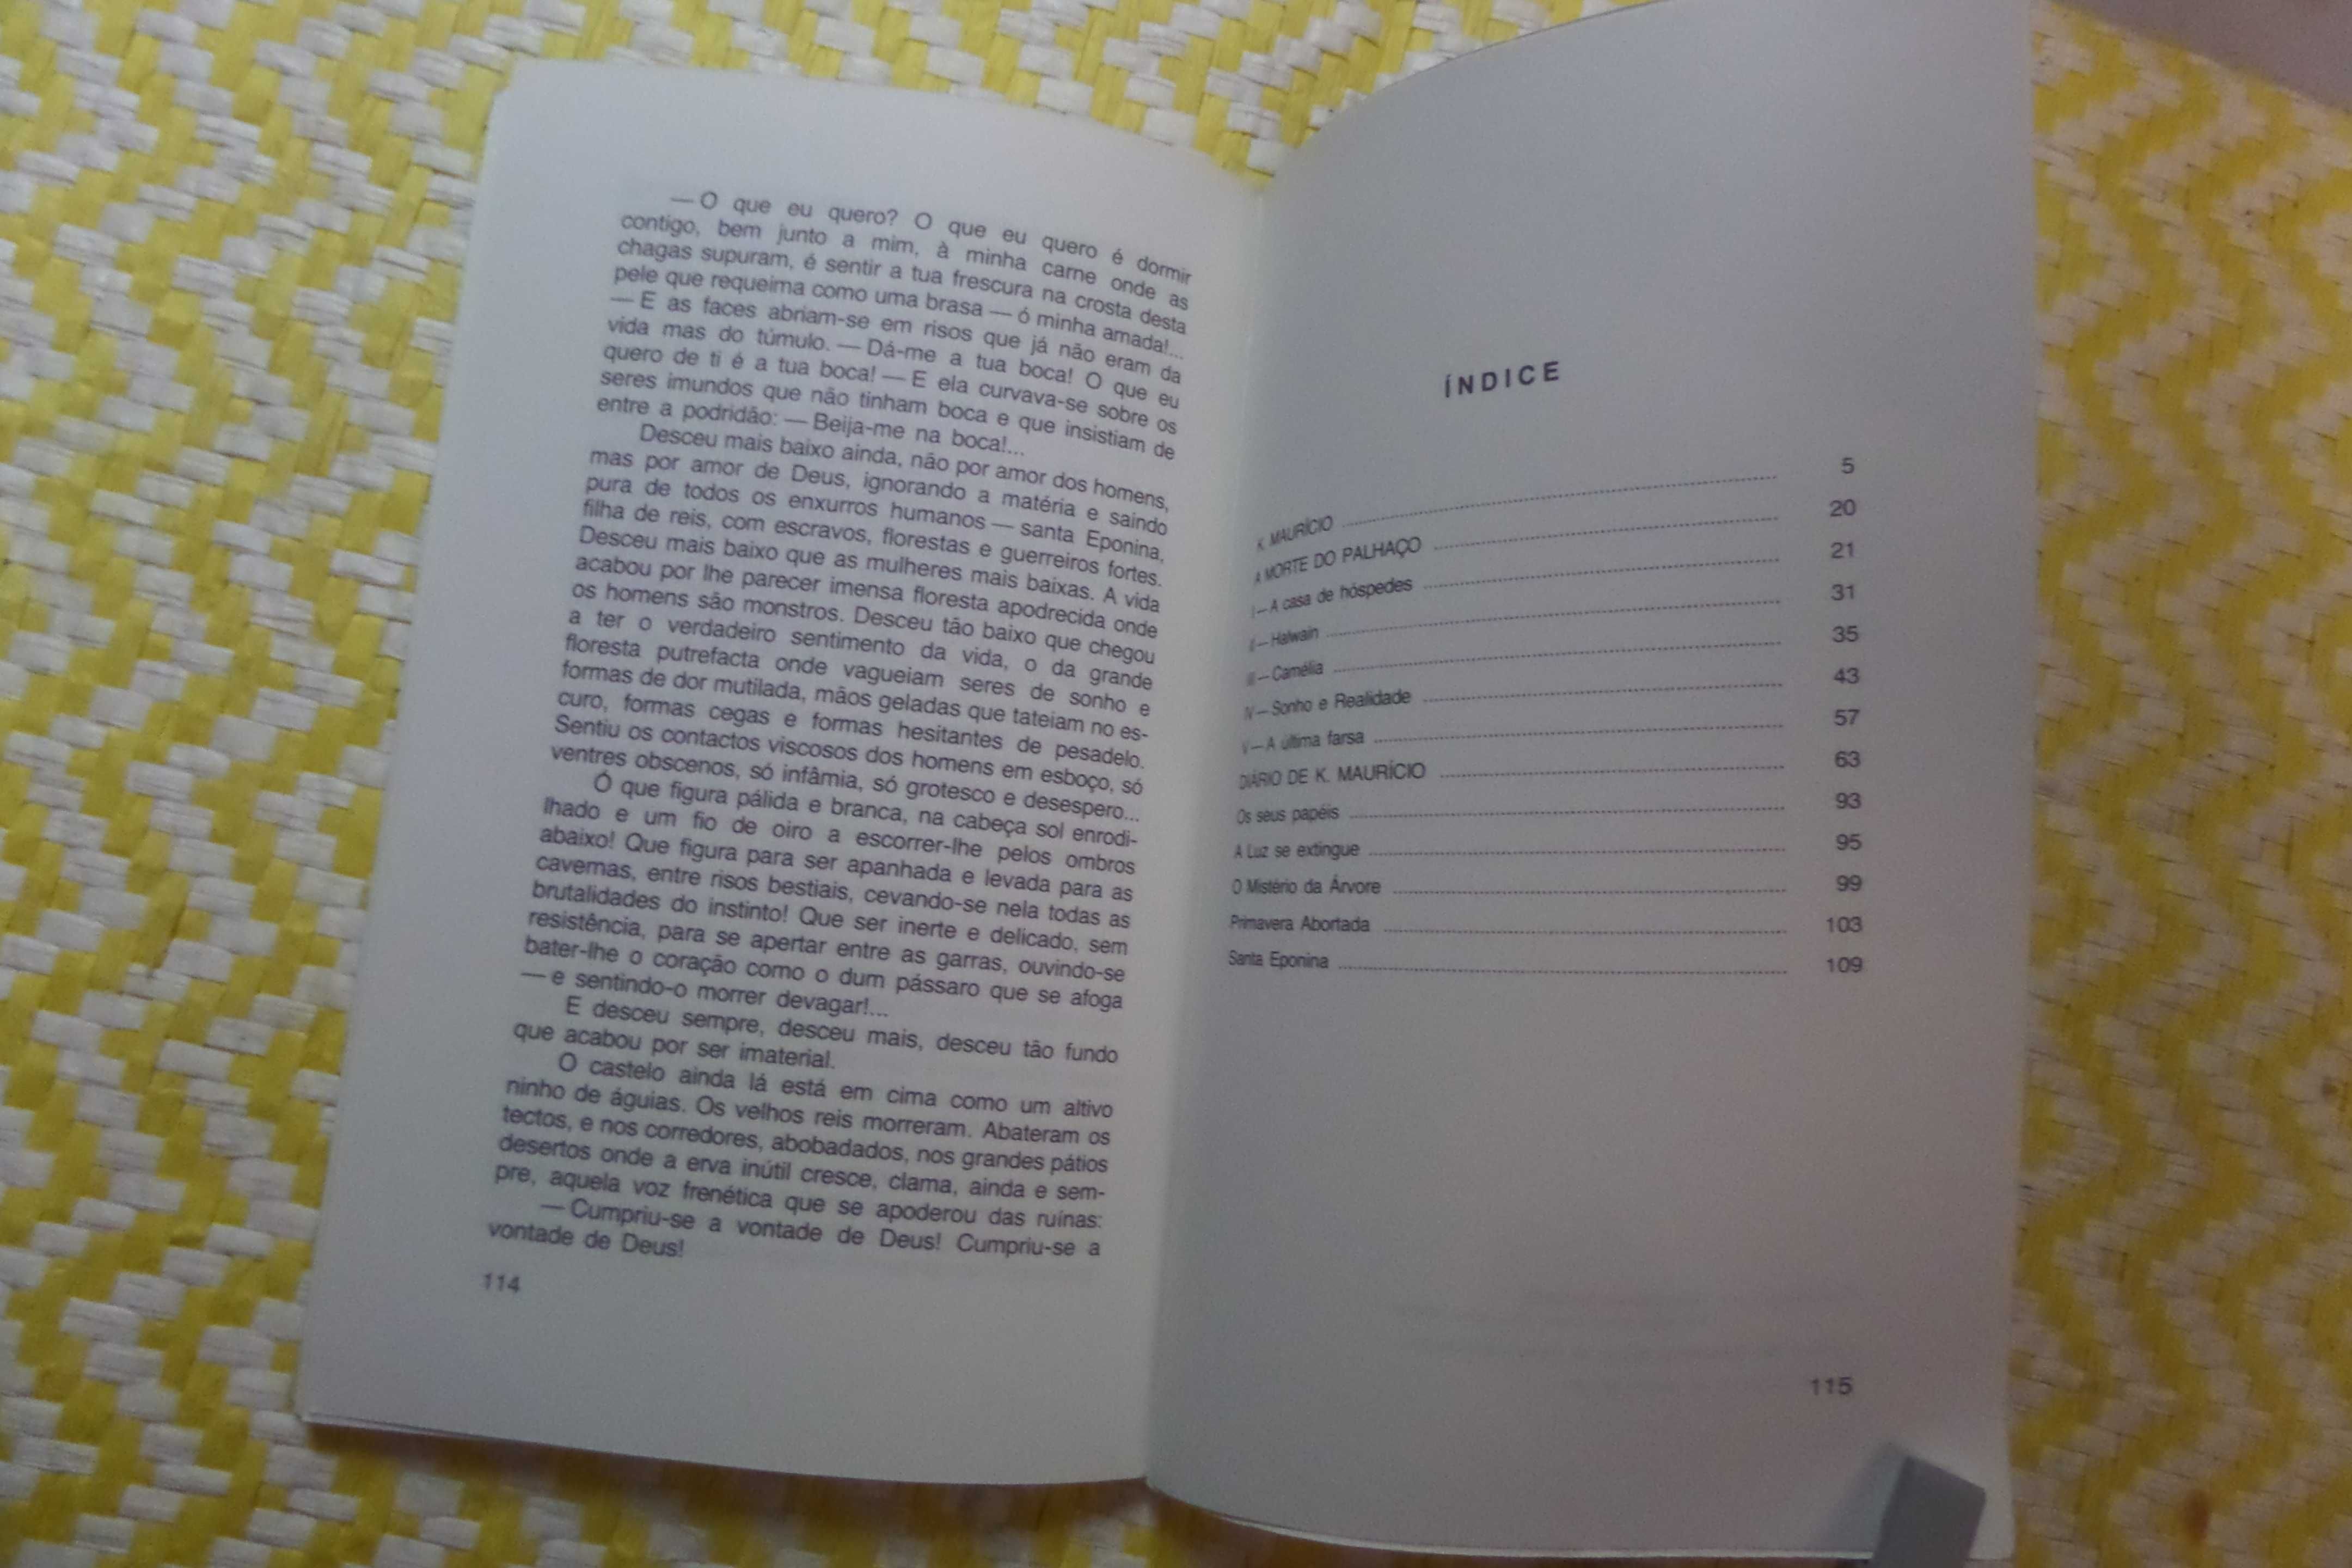 — O que eu quero? O que eu quero é dormir
contigo, bem junto a mim, à minha carne onde as
chagas supuram, é sentir a tua frescura na crosta desta
pele que requeima como uma brasa — ó minha amada!...
— E as faces abriam-se em risos que já não eram da
vida mas do túmulo. — Dá-me a tua boca! O que eu
quero de ti é a tua boca! — E ela curvava-se sobre os
seres imundos que não tinham boca e que insistiam de
entre a podridão: — Beija-me na boca!...
Desceu mais baixo ainda, não por amor dos homens,
mas por amor de Deus, ignorando a matéria e saindo
pura de todos os enxurros humanos — santa Eponina,
filha de reis, com escravos, florestas e guerreiros fortes.
Desceu mais baixo que as mulheres mais baixas. A vida
acabou por lhe parecer imensa floresta apodrecida onde
os homens são monstros. Desceu tão baixo que chegou
a ter o verdadeiro sentimento da vida, o da grande
floresta putrefacta onde vagueiam seres de sonho e
formas de dor mutilada, mãos geladas que tateiam no es-
curo, formas cegas e formas hesitantes de pesadelo.
Sentiu os contactos viscosos dos homens em esboço, só
ventres obscenos, só infâmia, só grotesco e desespero...
Ó que figura pálida e branca, na cabeça sol enrodi-
lhado e um fio de oiro a escorrer-lhe pelos ombros
abaixo! Que figura para ser apanhada e levada para as
cavernas, entre risos bestiais, cevando-se nela todas as
brutalidades do instinto! Que ser inerte e delicado, sem
resistência, para se apertar entre as garras, ouvindo-se
bater-lhe o coração como o dum pássaro que se afoga
— e sentindo-o morrer devagar!...
E desceu sempre, desceu mais, desceu tão fundo
que acabou por ser imaterial.
O castelo ainda lá está em cima como um altivo
ninho de águias. Os velhos reis morreram. Abateram os
tectos, e nos corredores, abobadados, nos grandes pátios
desertos onde a erva inútil cresce, clama, ainda e sem-
pre, aquela voz frenética que se apoderou das ruínas:
— Cumpriu-se a vontade de Deus! Cumpriu-se a
vontade de Deus!
114
ÍNDICE
K. MAURÍCIO 5
A MORTE DO PALHAÇO 20
I — A casa de hóspedes 21
II — Halwain 31
III — Camélia 35
IV — Sonho e Realidade 43
V — A última farsa 57
DIÁRIO DE K. MAURÍCIO 63
Os seus papéis 93
A Luz se extingue 95
O Mistério da Árvore 99
Primavera Abortada 103
Santa Eponina 109
115